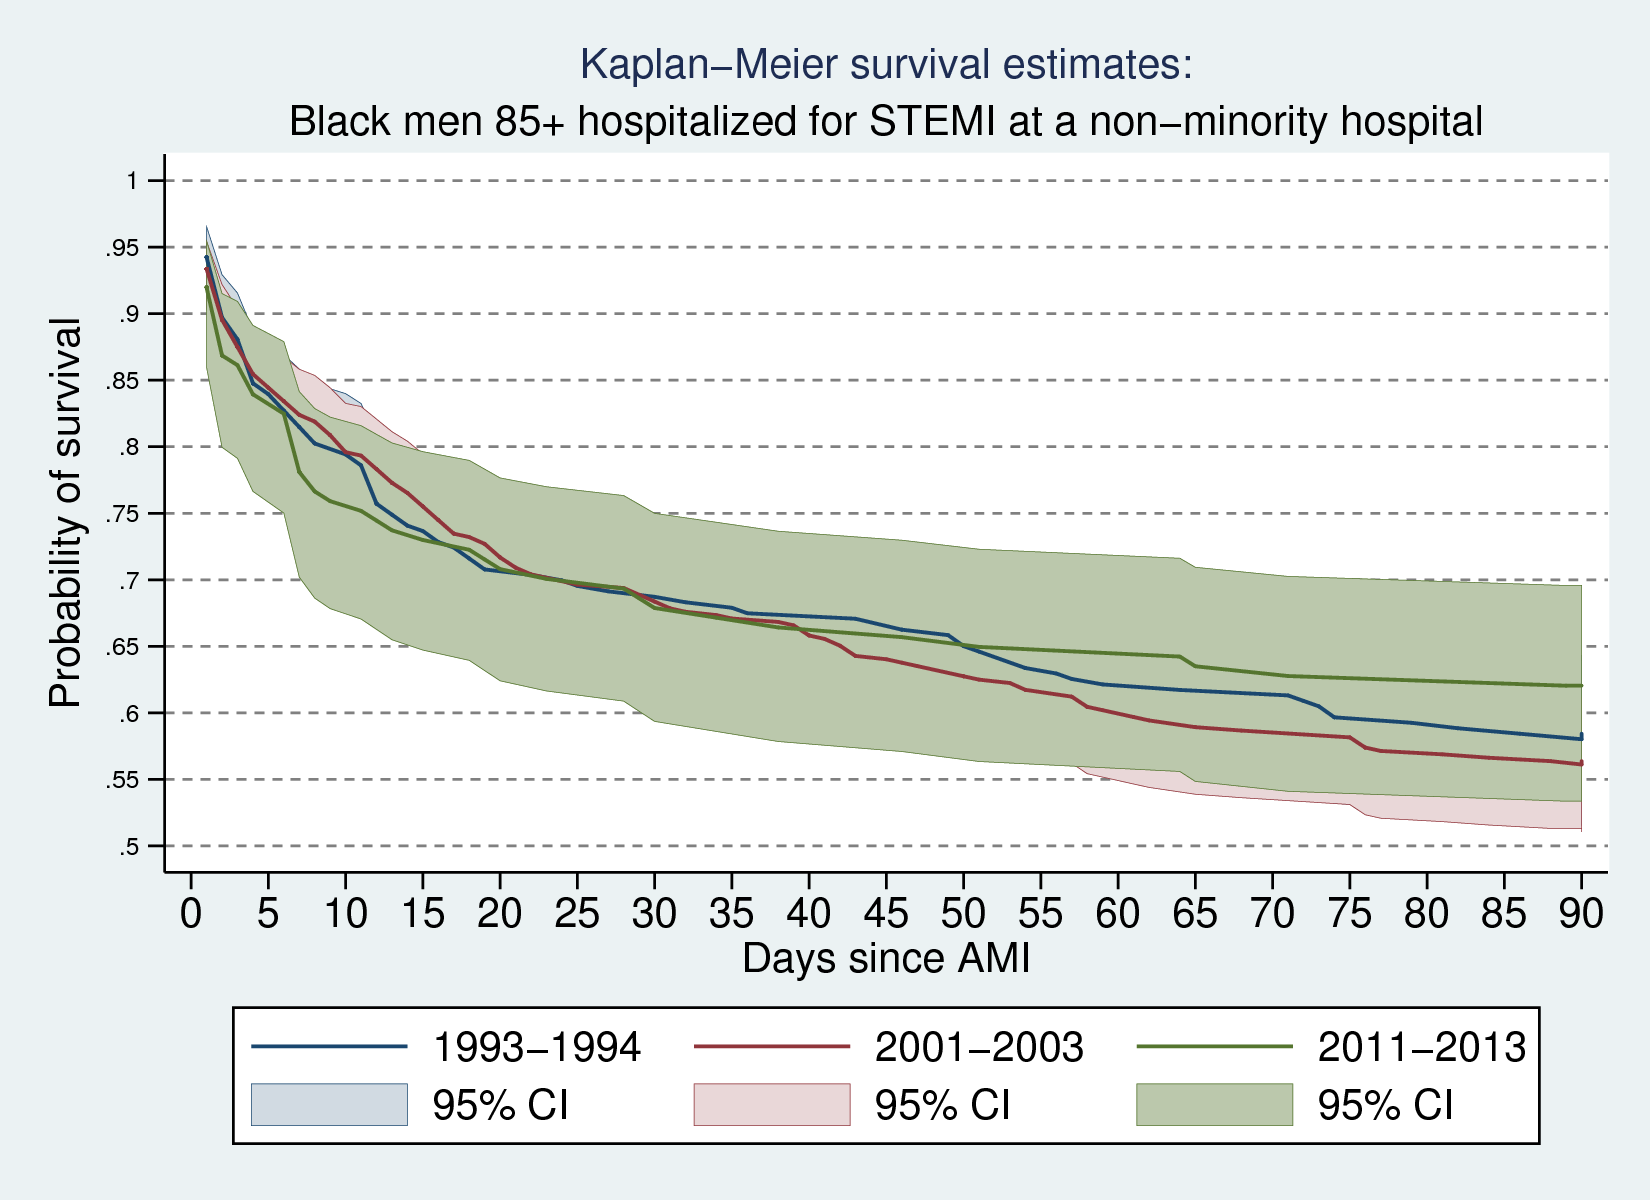 Kaplan−Meier survival estimates:
Black men 85+ hospitalized for STEMI at a non−minority hospital
Probability of survival
1
.95
.9
.85
.8
.75
.7
.65
.6
.55
.5
0 5 10 15 20 25 30 35 40 45 50 55 60 65 70 75 80 85 90
Days since AMI
1993−1994 2001−2003 2011−2013
95% CI 95% CI 95% CI